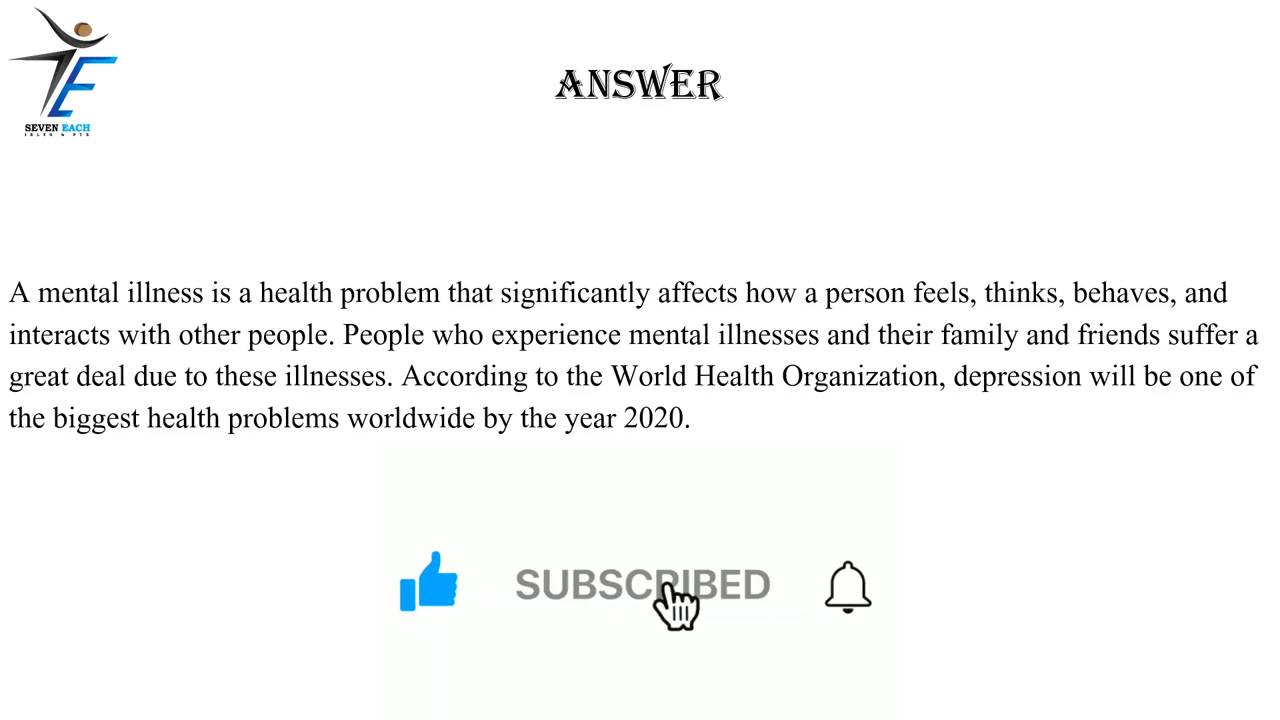 SEVEN EACH
IELTS & PTE
ANSWER
A mental illness is a health problem that significantly affects how a person feels, thinks, behaves, and
interacts with other people. People who experience mental illnesses and their family and friends suffer a
great deal due to these illnesses. According to the World Health Organization, depression will be one of
the biggest health problems worldwide by the year 2020.
SUBSCRIBED